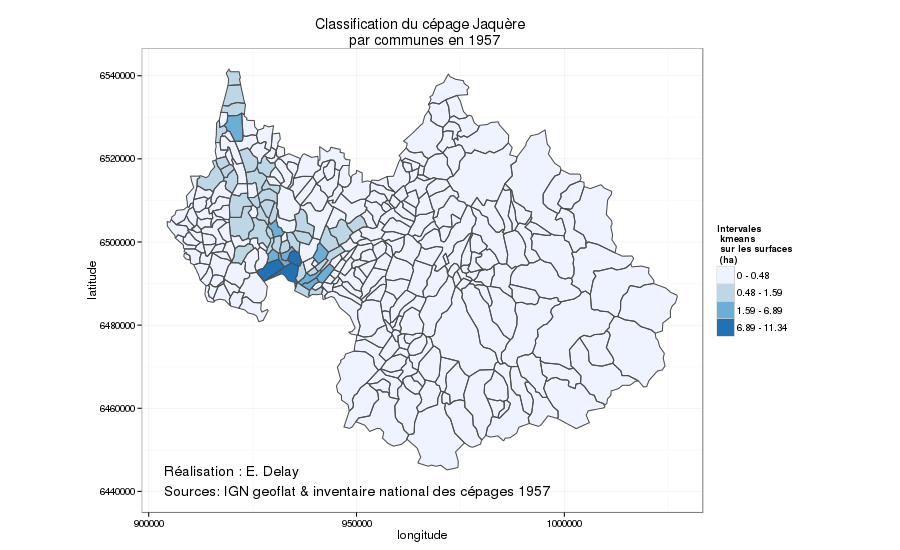 Classification du cépage Jaquère
par communes en 1957
6540000
6520000
6500000
6480000
6460000
6440000
latitude
900000
950000
1000000
longitude
Intervales
kmeans
sur les surfaces
(ha)
0 - 0.48
0.48 - 1.59
1.59 - 6.89
6.89 - 11.34
Réalisation : E. Delay
Sources: IGN geoflat & inventaire national des cépages 1957